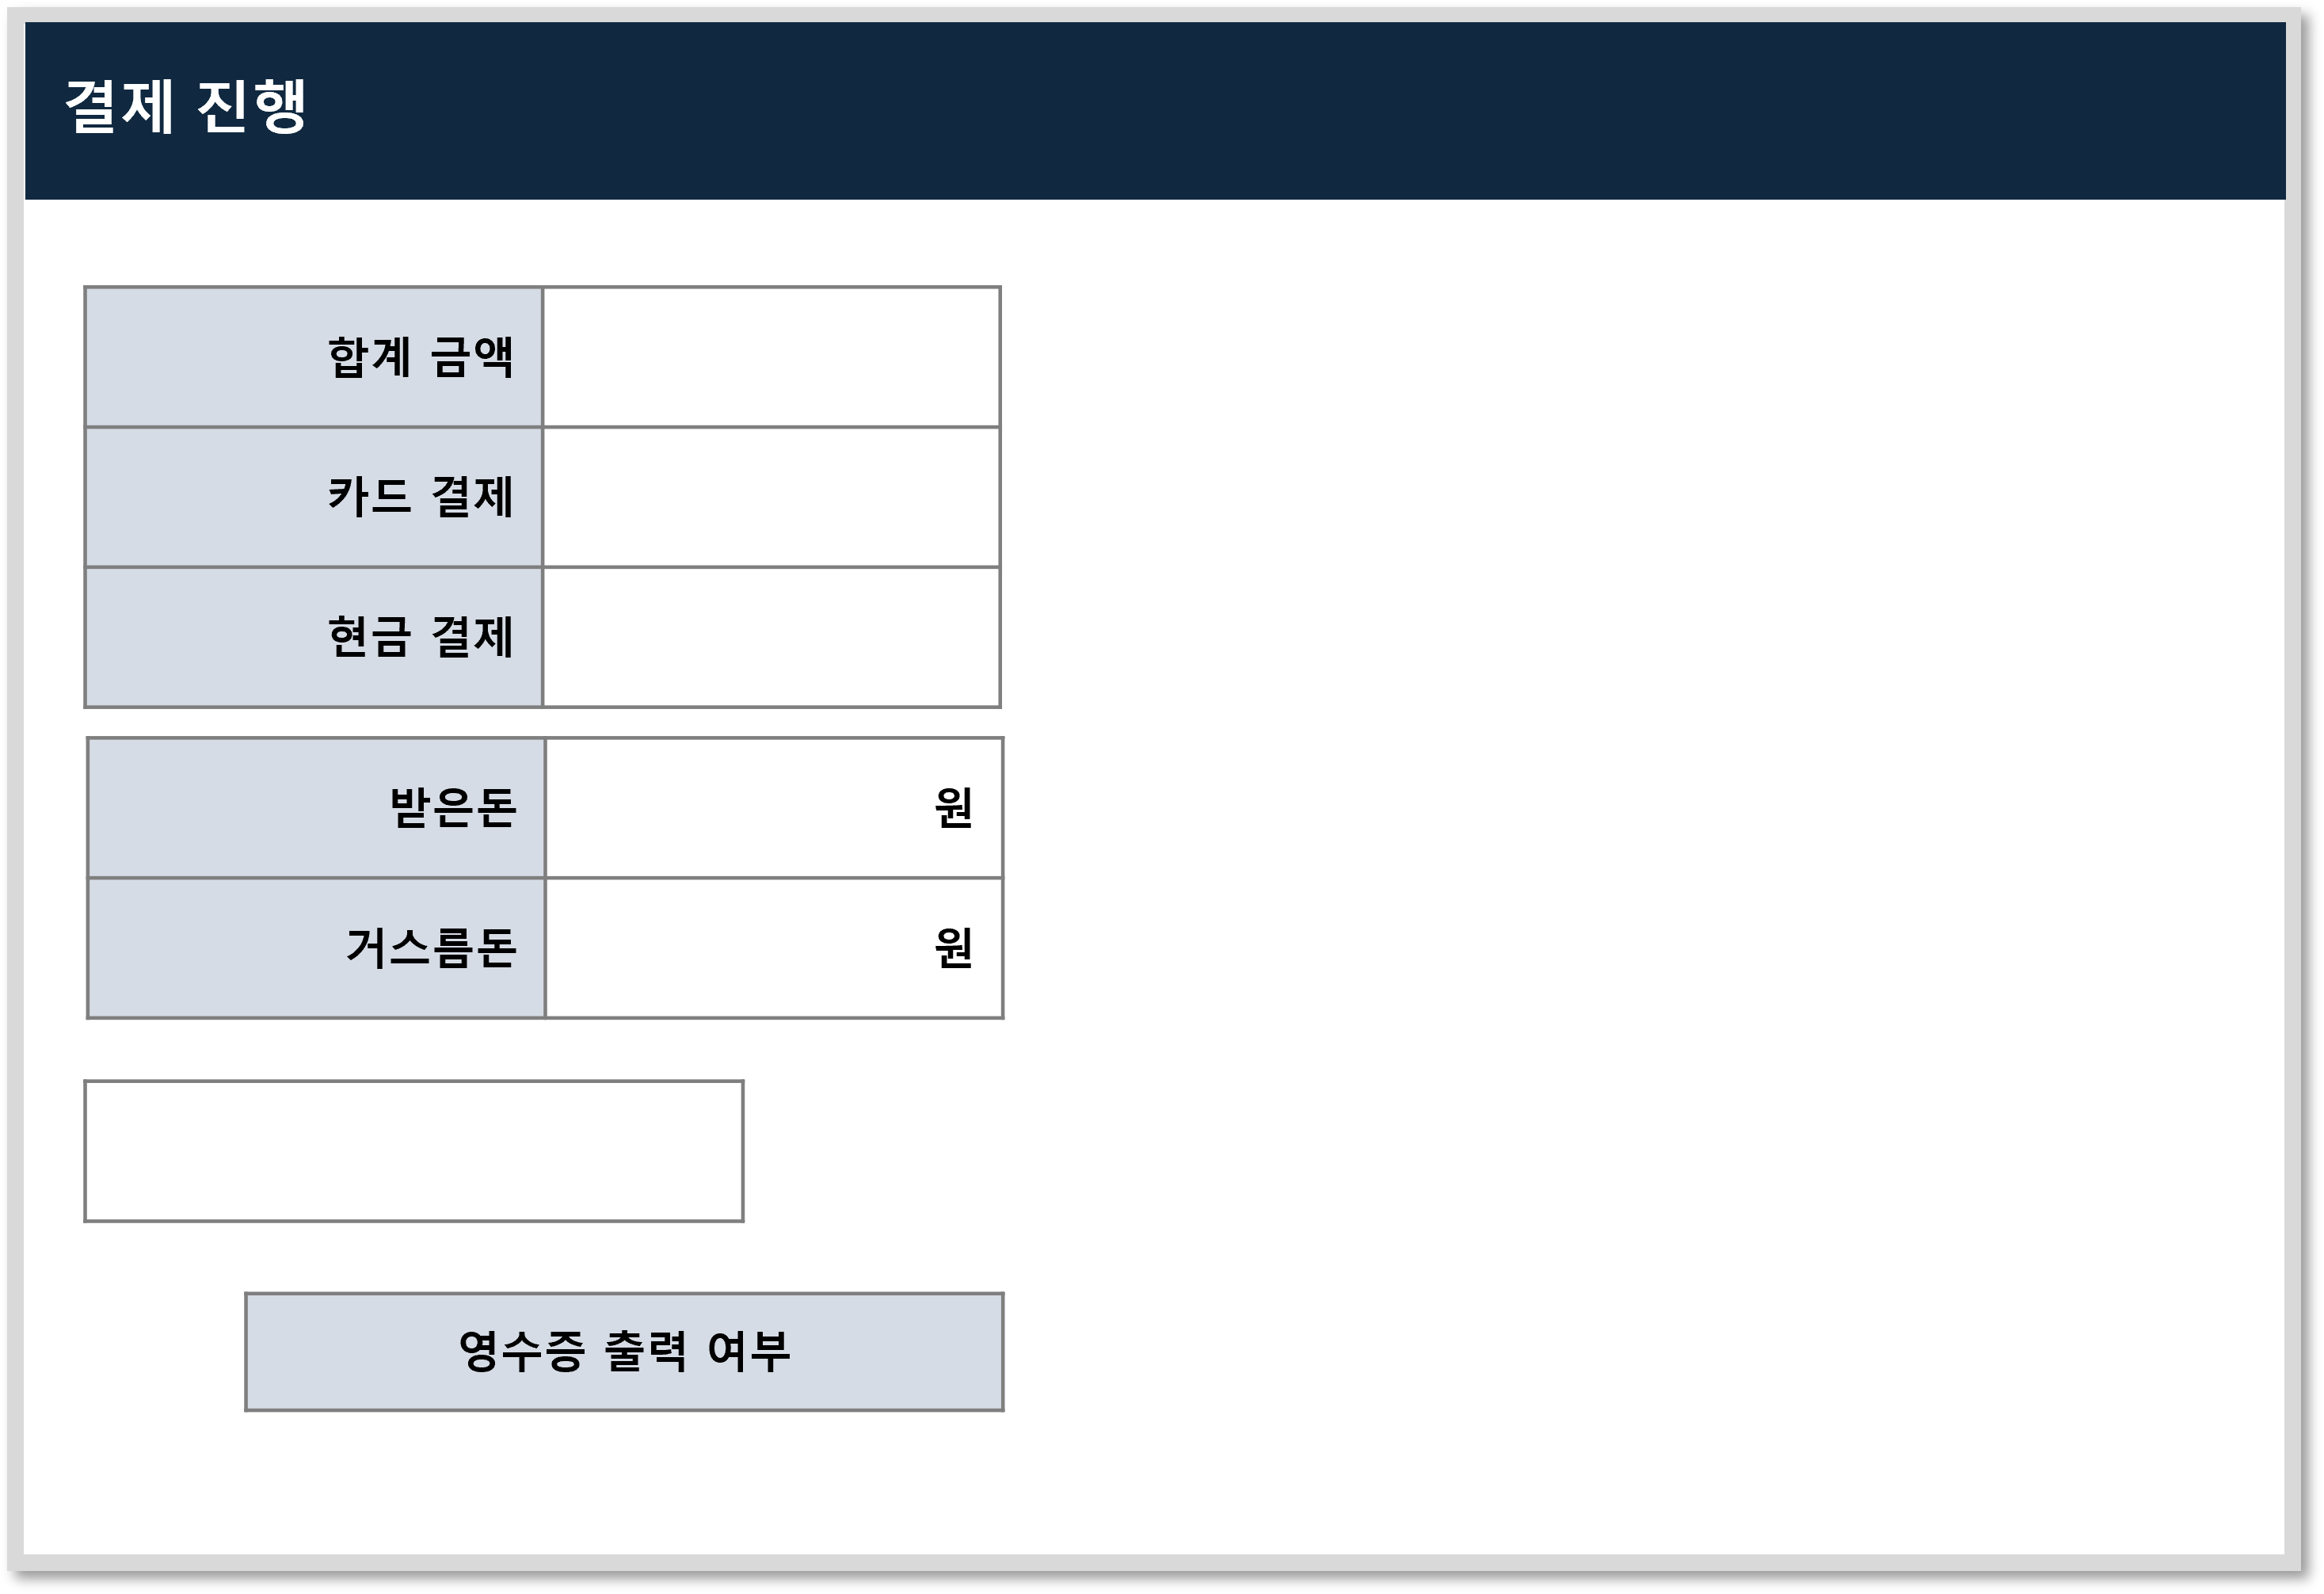 결제 진행
합계 금액
카드 결제
현금 결제
받은돈 원
거스름돈 원
영수증 출력 여부